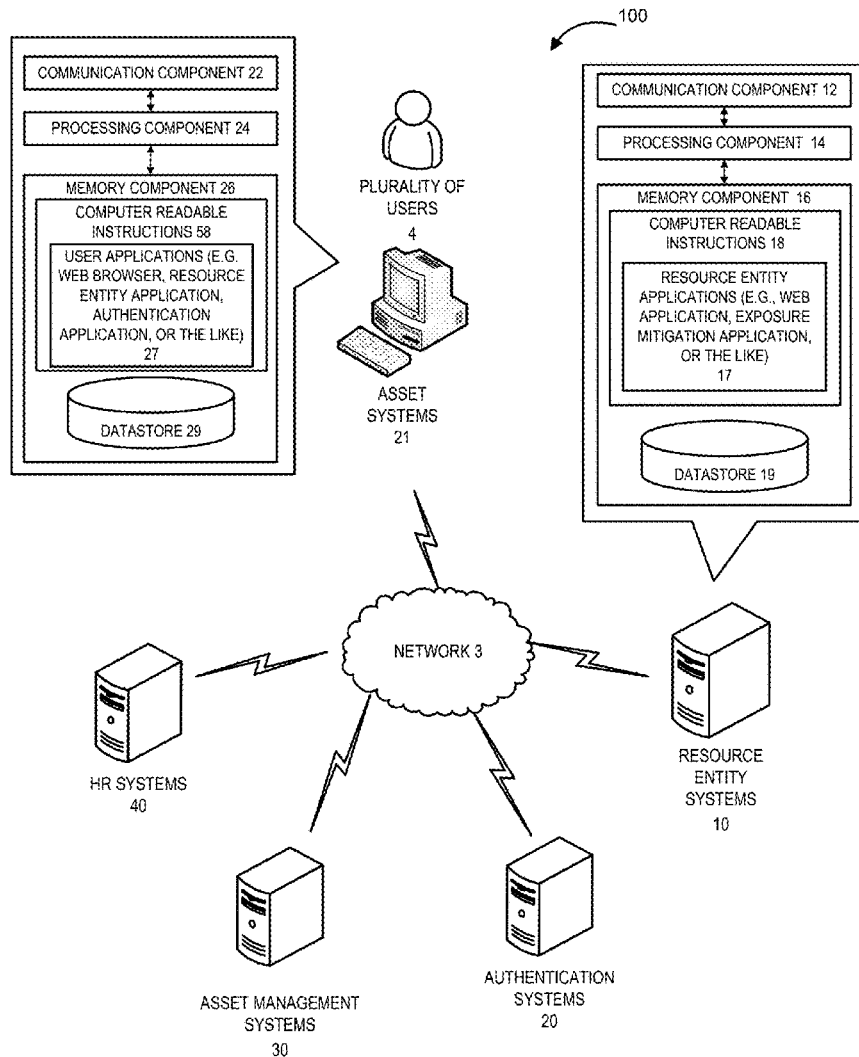 100
COMMUNICATION COMPONENT 22
PROCESSING COMPONENT 24
MEMORY COMPONENT 26
COMPUTER READABLE
INSTRUCTIONS 58
USER APPLICATIONS (E.G.
WEB BROWSER, RESOURCE
ENTITY APPLICATION,
AUTHENTICATION
APPLICATION, OR THE LIKE)
27
DATASTORE 29
PLURALITY OF
USERS
4
ASSET
SYSTEMS
21
COMMUNICATION COMPONENT 12
PROCESSING COMPONENT 14
MEMORY COMPONENT 16
COMPUTER READABLE
INSTRUCTIONS 18
RESOURCE ENTITY
APPLICATIONS (E.G., WEB
APPLICATION, EXPOSURE
MITIGATION APPLICATION,
OR THE LIKE)
17
DATASTORE 19
NETWORK 3
HR SYSTEMS
40
RESOURCE
ENTITY
SYSTEMS
10
ASSET MANAGEMENT
SYSTEMS
30
AUTHENTICATION
SYSTEMS
20